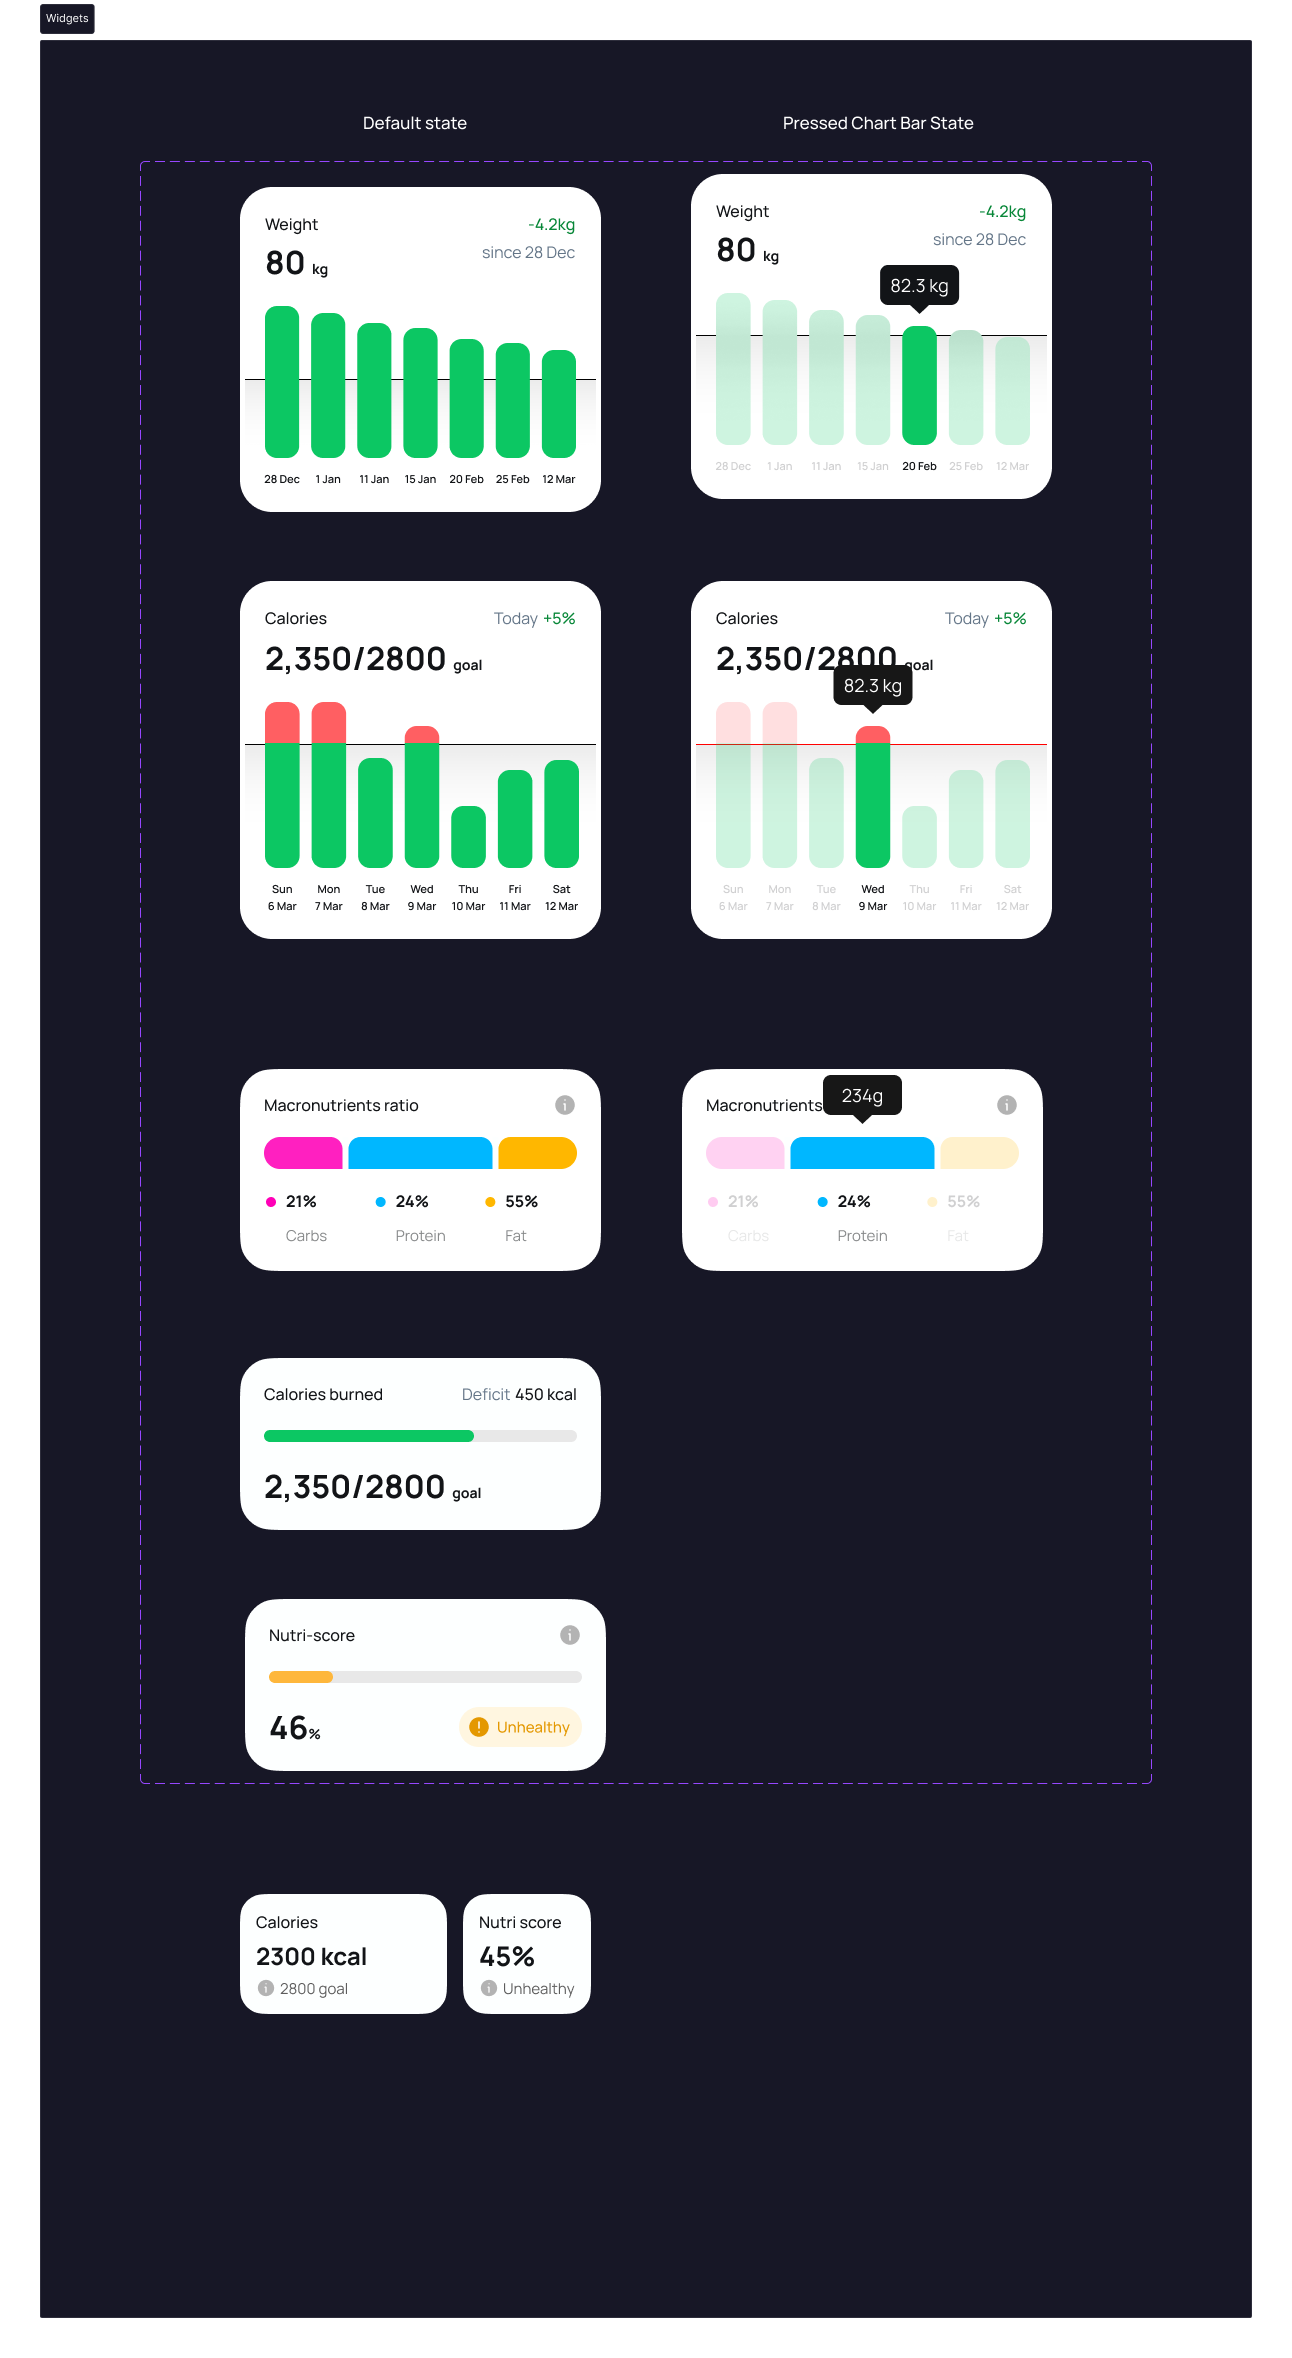 Widgets
Default state
Pressed Chart Bar State
Weight
-4.2kg
80 kg
since 28 Dec
28 Dec 1 Jan 11 Jan 15 Jan 20 Feb 25 Feb 12 Mar
Weight
-4.2kg
80 kg
since 28 Dec
82.3 kg
28 Dec 1 Jan 11 Jan 15 Jan 20 Feb 25 Feb 12 Mar
Calories
Today +5%
2,350/2800 goal
Sun Mon Tue Wed Thu Fri Sat
6 Mar 7 Mar 8 Mar 9 Mar 10 Mar 11 Mar 12 Mar
Calories
Today +5%
2,350/2800 goal
82.3 kg
Sun Mon Tue Wed Thu Fri Sat
6 Mar 7 Mar 8 Mar 9 Mar 10 Mar 11 Mar 12 Mar
Macronutrients ratio
21% 24% 55%
Carbs Protein Fat
Macronutrients
234g
21% 24% 55%
Carbs Protein Fat
Calories burned
Deficit 450 kcal
2,350/2800 goal
Nutri-score
46%
Unhealthy
Calories
2300 kcal
2800 goal
Nutri score
45%
Unhealthy